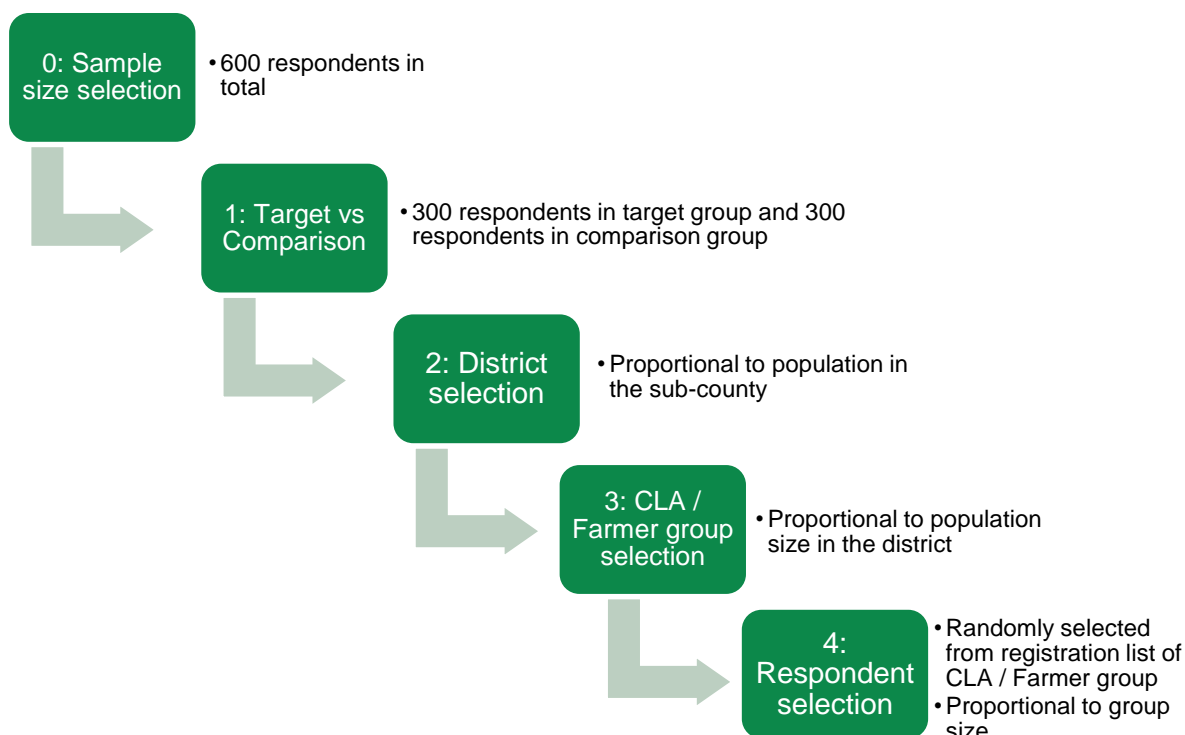 0: Sample
size selection
• 600 respondents in
total
1: Target vs
Comparison
• 300 respondents in target group and 300
respondents in comparison group
2: District
selection
• Proportional to population in
the sub-county
3: CLA /
Farmer group
selection
• Proportional to population
size in the district
4:
Respondent
selection
• Randomly selected
from registration list of
CLA / Farmer group
• Proportional to group
size